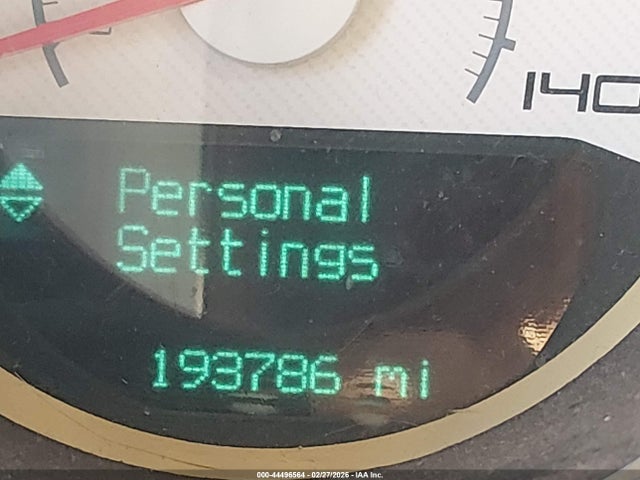 140
Personal
Settings
193786 mi
000-44496564 - 02/27/2026 - IAA Inc.